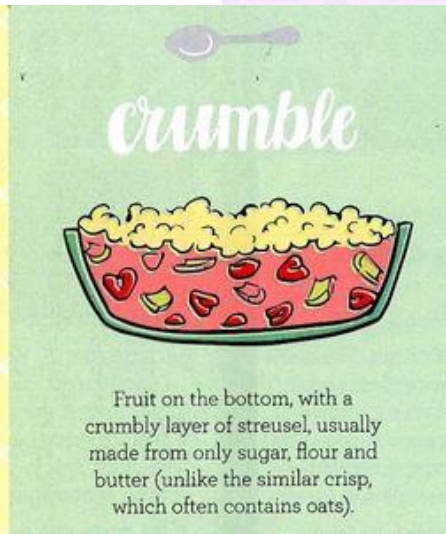 crumble
Fruit on the bottom, with a
crumbly layer of streusel, usually
made from only sugar, flour and
butter (unlike the similar crisp,
which often contains oats).